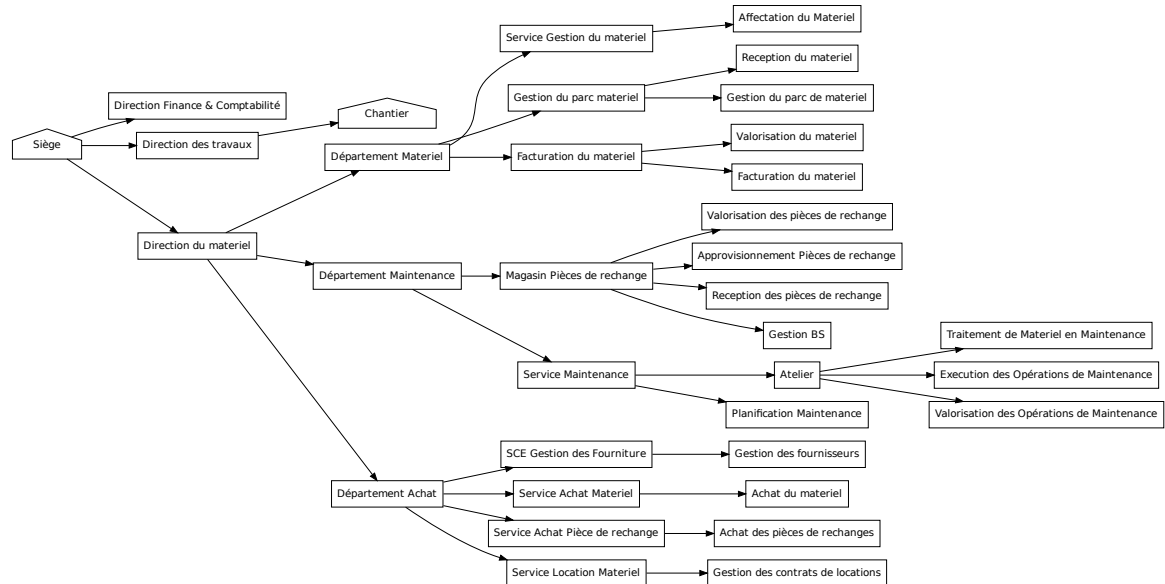 Affectation du Materiel
Service Gestion du materiel
Reception du materiel
Direction Finance & Comptabilité
Gestion du parc materiel
Gestion du parc de materiel
Chantier
Siège
Direction des travaux
Valorisation du materiel
Département Materiel
Facturation du materiel
Facturation du materiel
Valorisation des pièces de rechange
Direction du materiel
Approvisionnement Pièces de rechange
Département Maintenance
Magasin Pièces de rechange
Reception des pièces de rechange
Gestion BS
Traitement de Materiel en Maintenance
Service Maintenance
Atelier
Execution des Opérations de Maintenance
Planification Maintenance
Valorisation des Opérations de Maintenance
SCE Gestion des Fourniture
Gestion des fournisseurs
Département Achat
Service Achat Materiel
Achat du materiel
Service Achat Pièce de rechange
Achat des pièces de rechanges
Service Location Materiel
Gestion des contrats de locations